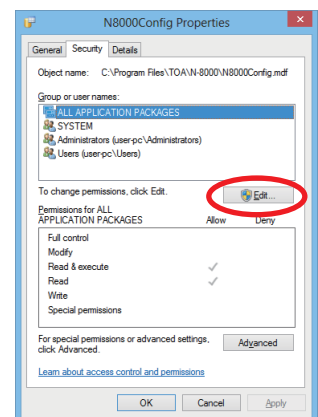 N8000Config Properties
General Security Details
Object name: C:\Program Files\TOA\N-8000\N8000Config.mdf
Group or user names:
ALL APPLICATION PACKAGES
SYSTEM
Administrators (user-pc\Administrators)
Users (user-pc\Users)
To change permissions, click Edit.
Edit...
Permissions for ALL
APPLICATION PACKAGES Allow Deny
Full control
Modify
Read & execute
Read
Write
Special permissions
For special permissions or advanced settings,
click Advanced.
Advanced
Learn about access control and permissions
OK Cancel Apply